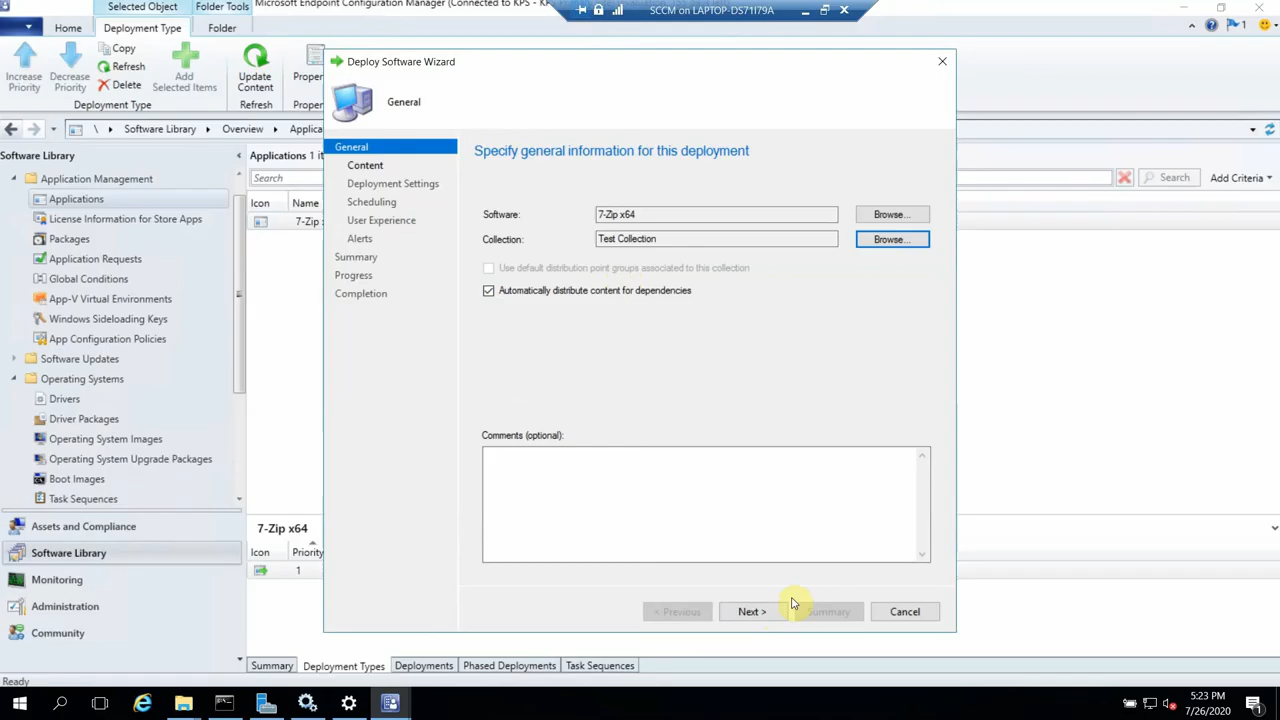 Selected Object
Folder Tools
Microsoft Endpoint Configuration Manager (Connected to KPS -
SCCM on LAPTOP-DS71I79A
Home
Deployment Type
Folder
1
Increase
Priority
Decrease
Priority
Copy
Refresh
Delete
Add
Selected Items
Update
Content
Proper
Deployment Type
Refresh
Proper
\
Software Library
Overview
Applica
Software Library
Application Management
Applications
License Information for Store Apps
Packages
Application Requests
Global Conditions
App-V Virtual Environments
Windows Sideloading Keys
App Configuration Policies
Software Updates
Operating Systems
Drivers
Driver Packages
Operating System Images
Operating System Upgrade Packages
Boot Images
Task Sequences
Assets and Compliance
Software Library
Monitoring
Administration
Community
Applications 1 it
Search
Search
Add Criteria
Icon
Name
7-Zip x
7-Zip x64
Icon
Priority
1
Deploy Software Wizard
General
General
Content
Deployment Settings
Scheduling
User Experience
Alerts
Summary
Progress
Completion
Specify general information for this deployment
Software:
7-Zip x64
Browse...
Collection:
Test Collection
Browse...
Use default distribution point groups associated to this collection
Automatically distribute content for dependencies
Comments (optional):
< Previous
Next >
Summary
Cancel
Summary
Deployment Types
Deployments
Phased Deployments
Task Sequences
Ready
5:23 PM
7/26/2020
1